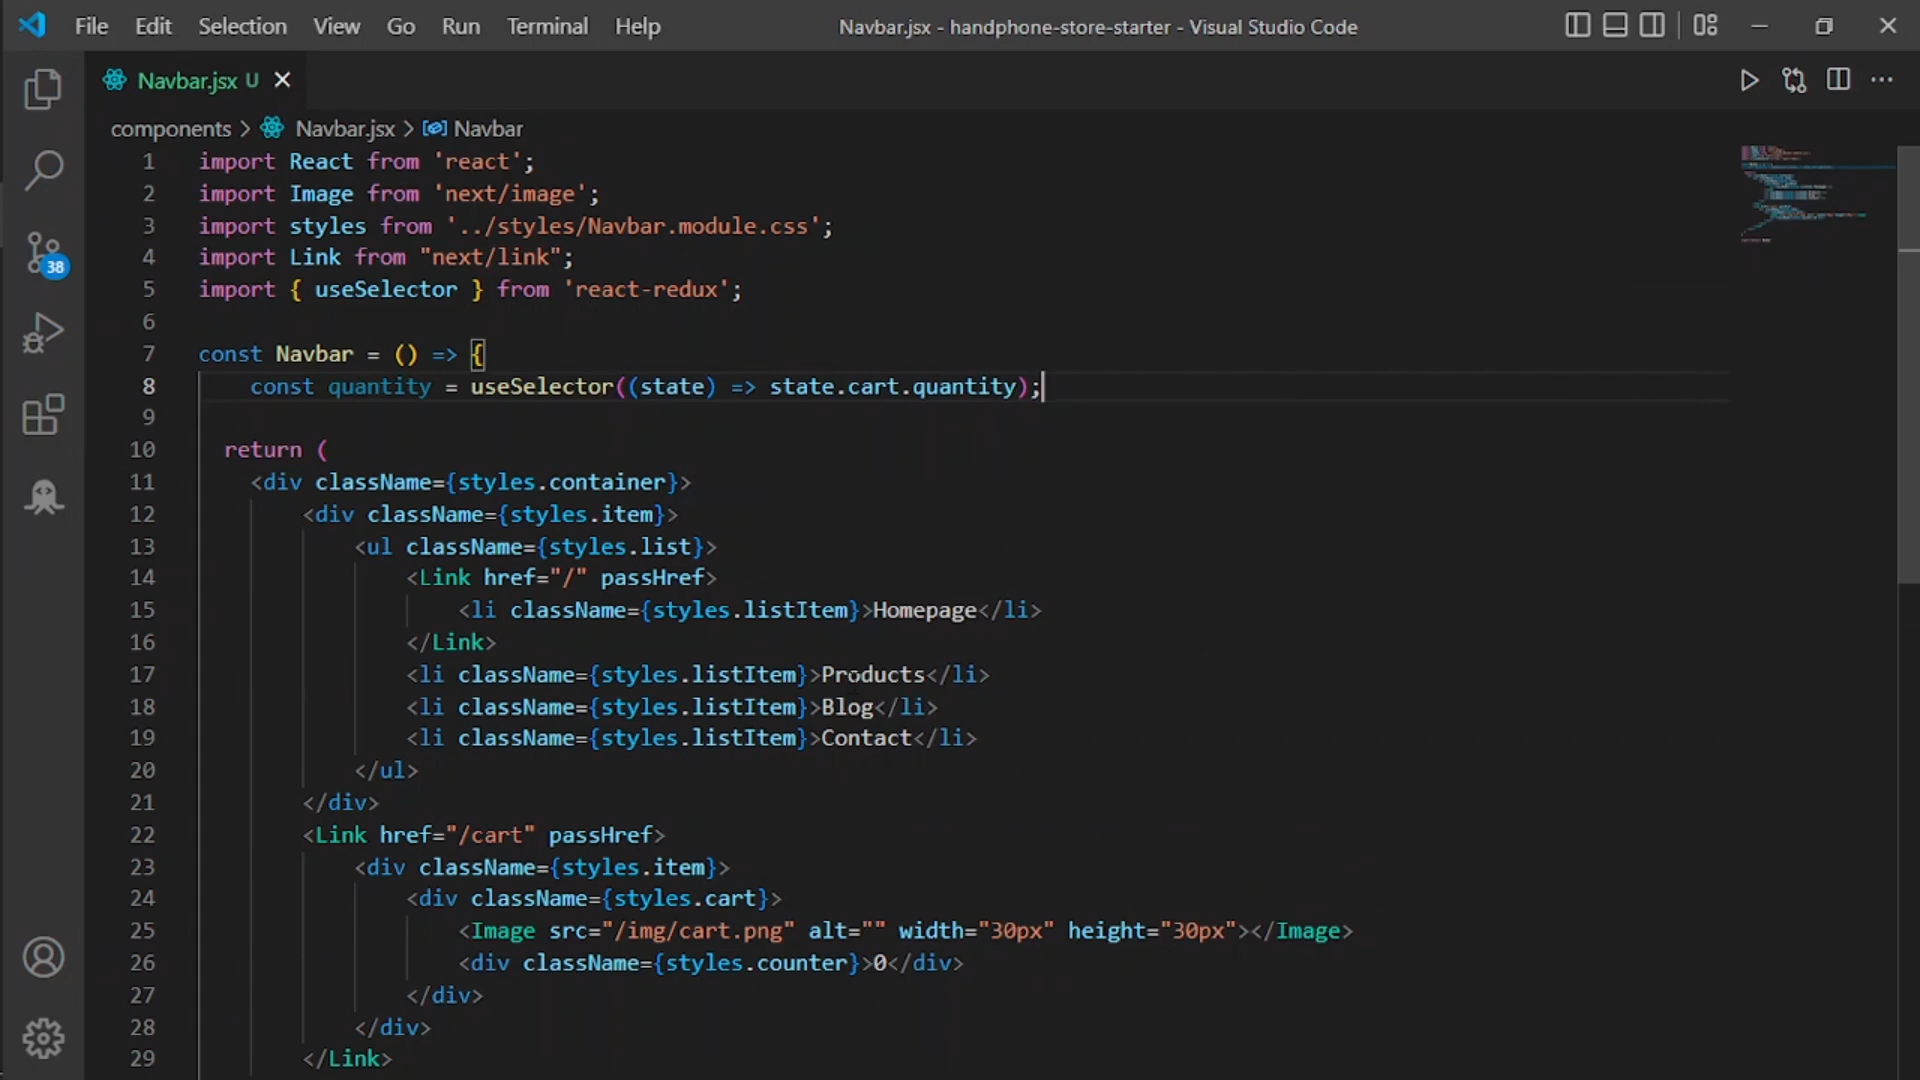 File Edit Selection View Go Run Terminal Help Navbar.jsx - handphone-store-starter - Visual Studio Code
Navbar.jsx U
components > Navbar.jsx > Navbar
1 import React from 'react';
2 import Image from 'next/image';
3 import styles from '../styles/Navbar.module.css';
4 import Link from "next/link";
38
5 import { useSelector } from 'react-redux';
6
7 const Navbar = () => {
8 const quantity = useSelector((state) => state.cart.quantity);
9
10 return (
11 <div className={styles.container}>
12 <div className={styles.item}>
13 <ul className={styles.list}>
14 <Link href="/" passHref>
15 <li className={styles.listItem}>Homepage</li>
16 </Link>
17 <li className={styles.listItem}>Products</li>
18 <li className={styles.listItem}>Blog</li>
19 <li className={styles.listItem}>Contact</li>
20 </ul>
21 </div>
22 <Link href="/cart" passHref>
23 <div className={styles.item}>
24 <div className={styles.cart}>
25 <Image src="/img/cart.png" alt="" width="30px" height="30px"></Image>
26 <div className={styles.counter}>0</div>
27 </div>
28 </div>
29 </Link>